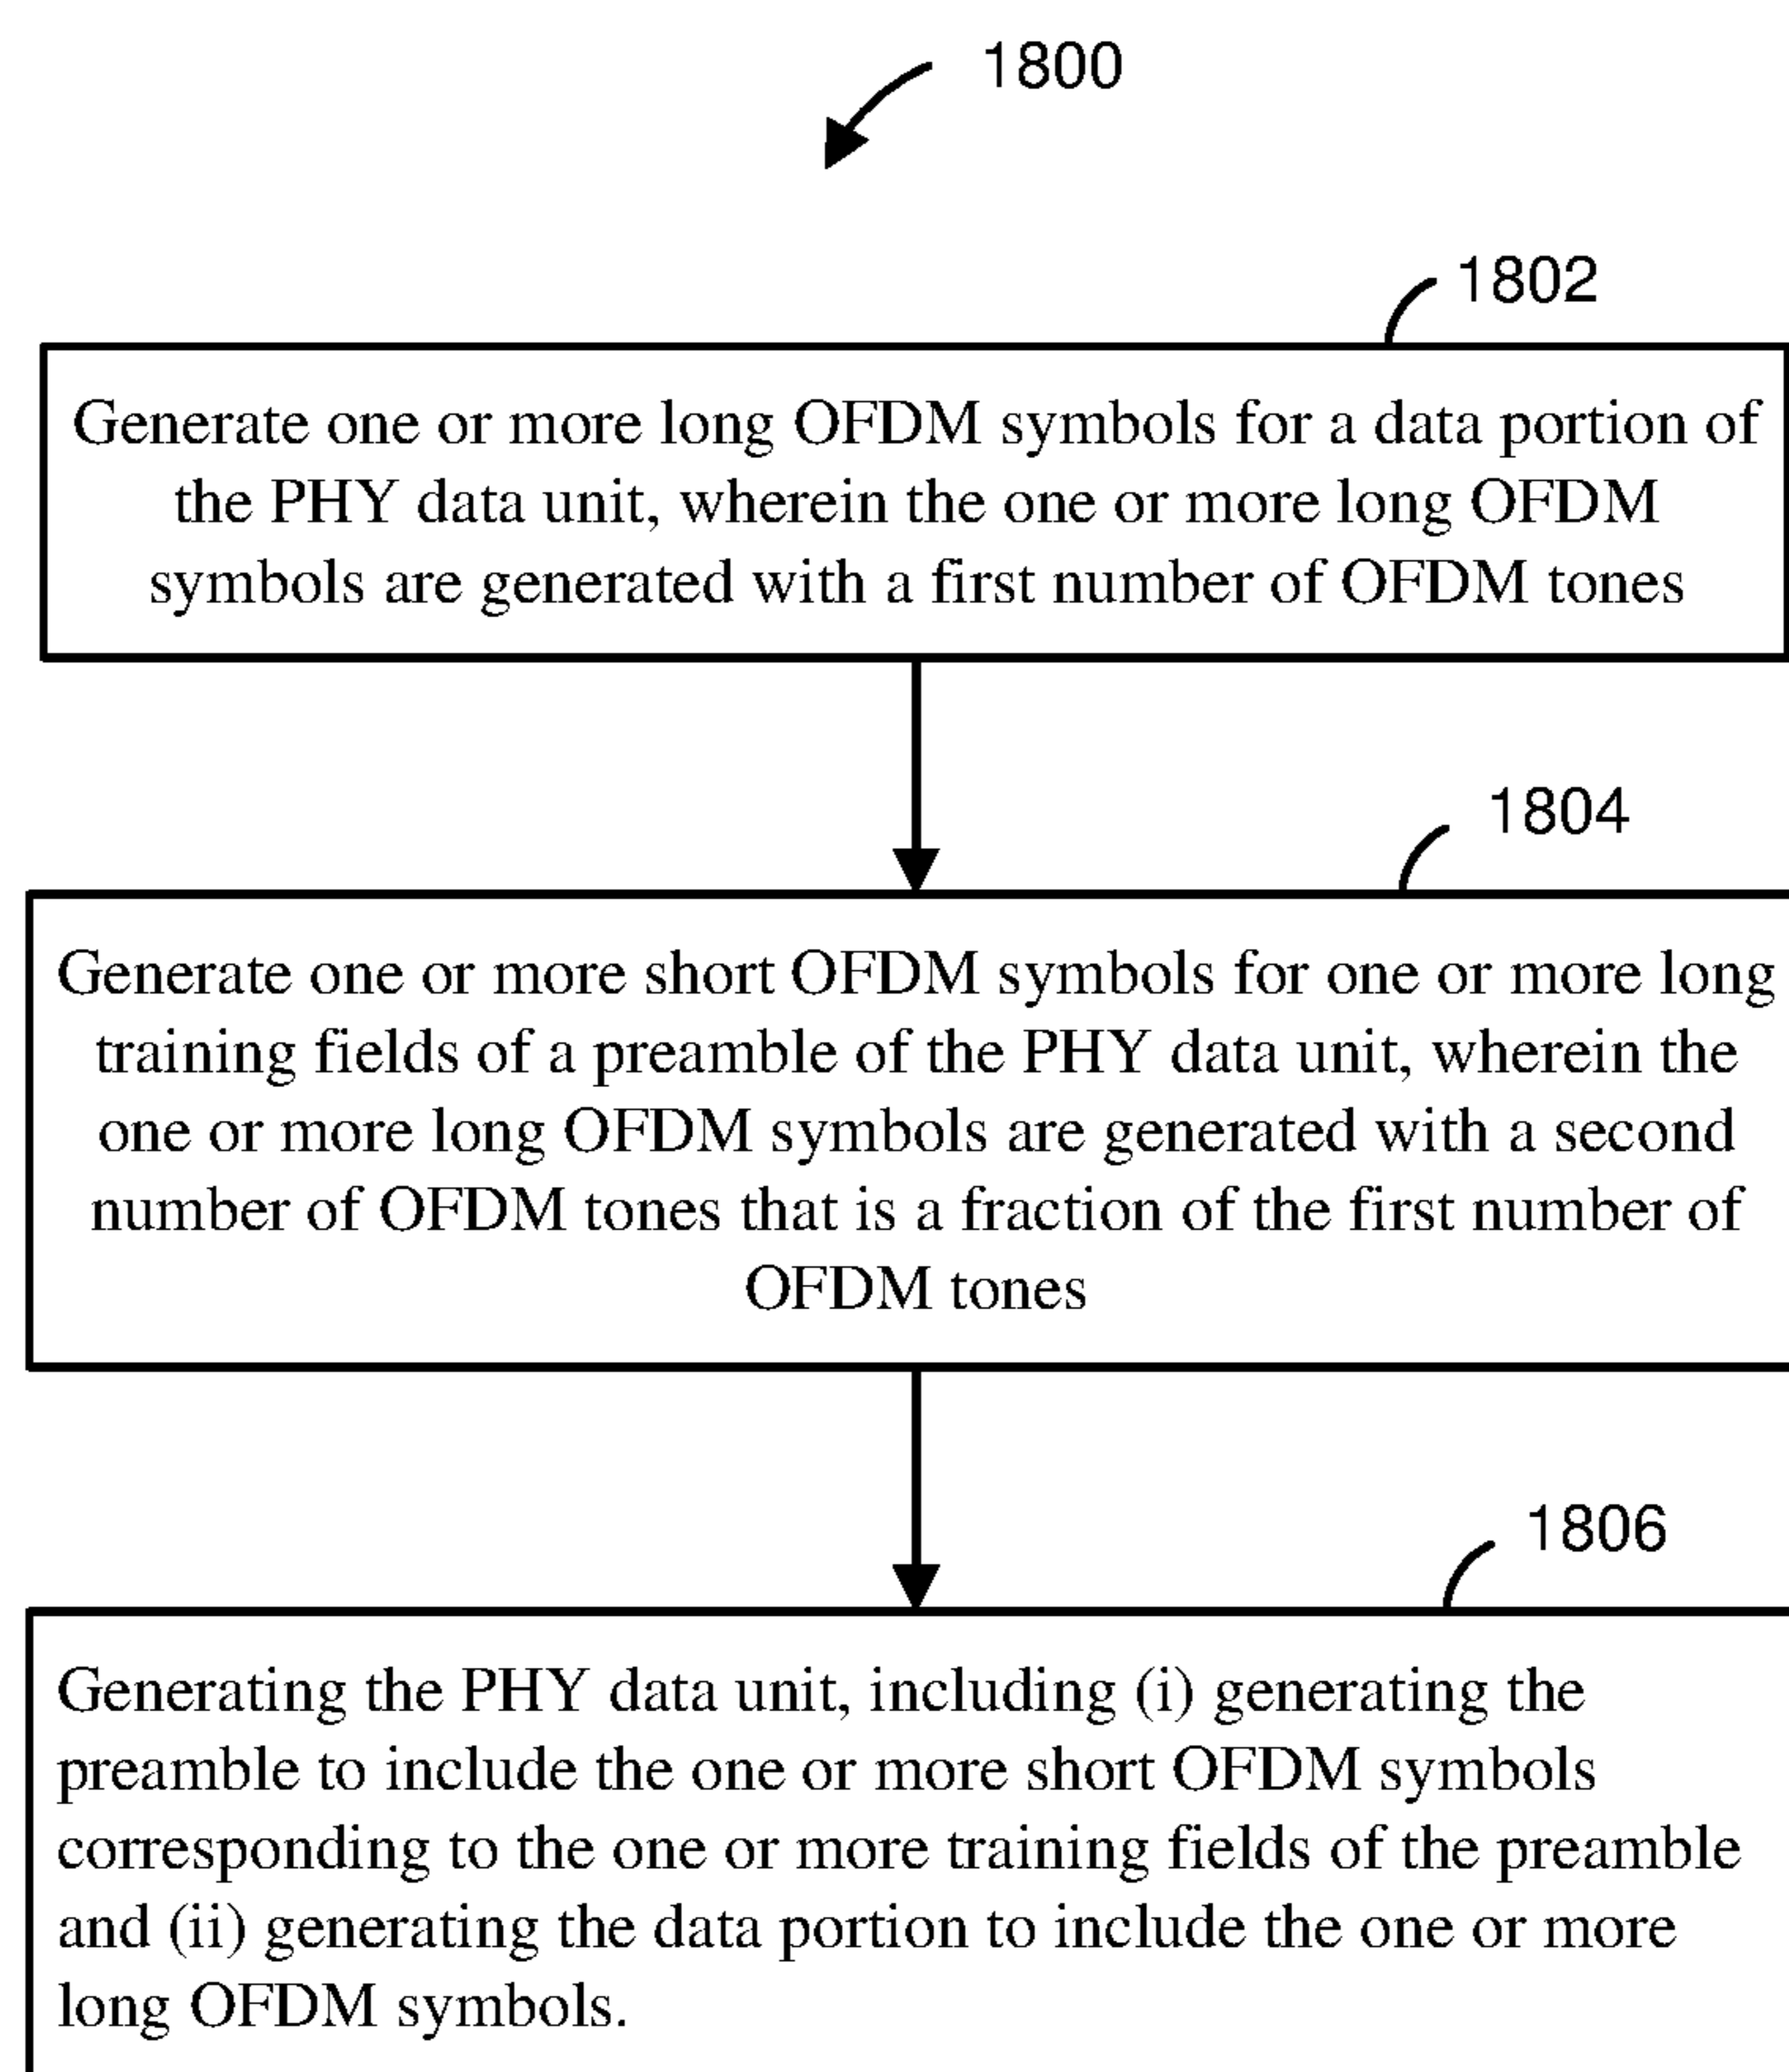 1800
1802
Generate one or more long OFDM symbols for a data portion of
the PHY data unit, wherein the one or more long OFDM
symbols are generated with a first number of OFDM tones
1804
Generate one or more short OFDM symbols for one or more long
training fields of a preamble of the PHY data unit, wherein the
one or more long OFDM symbols are generated with a second
number of OFDM tones that is a fraction of the first number of
OFDM tones
1806
Generating the PHY data unit, including (i) generating the
preamble to include the one or more short OFDM symbols
corresponding to the one or more training fields of the preamble
and (ii) generating the data portion to include the one or more
long OFDM symbols.